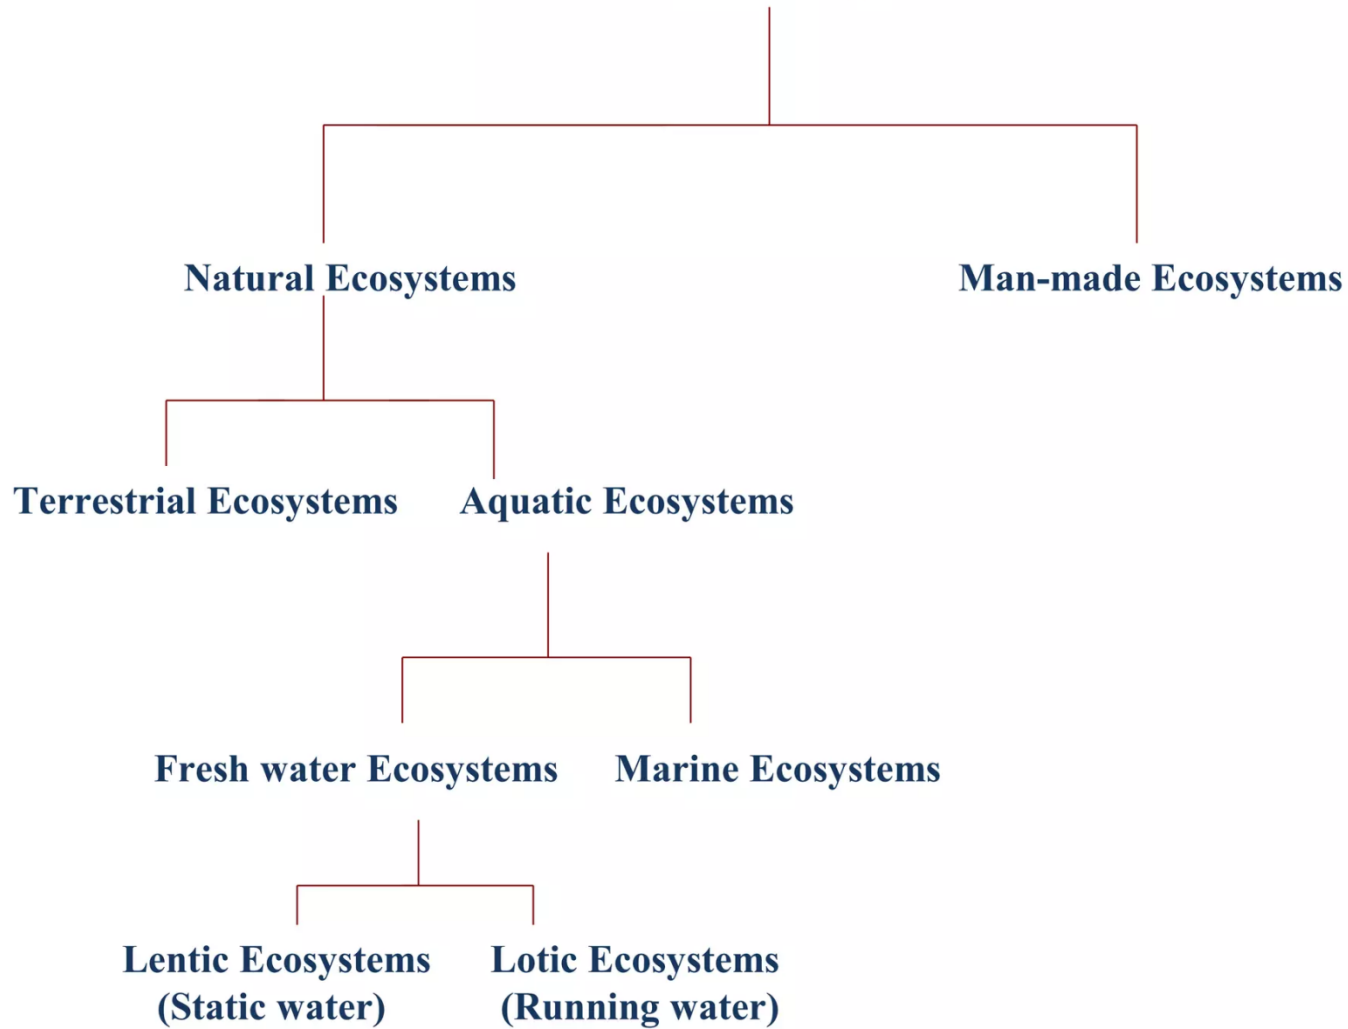 Natural Ecosystems
Man-made Ecosystems
Terrestrial Ecosystems
Aquatic Ecosystems
Fresh water Ecosystems
Marine Ecosystems
Lentic Ecosystems
(Static water)
Lotic Ecosystems
(Running water)